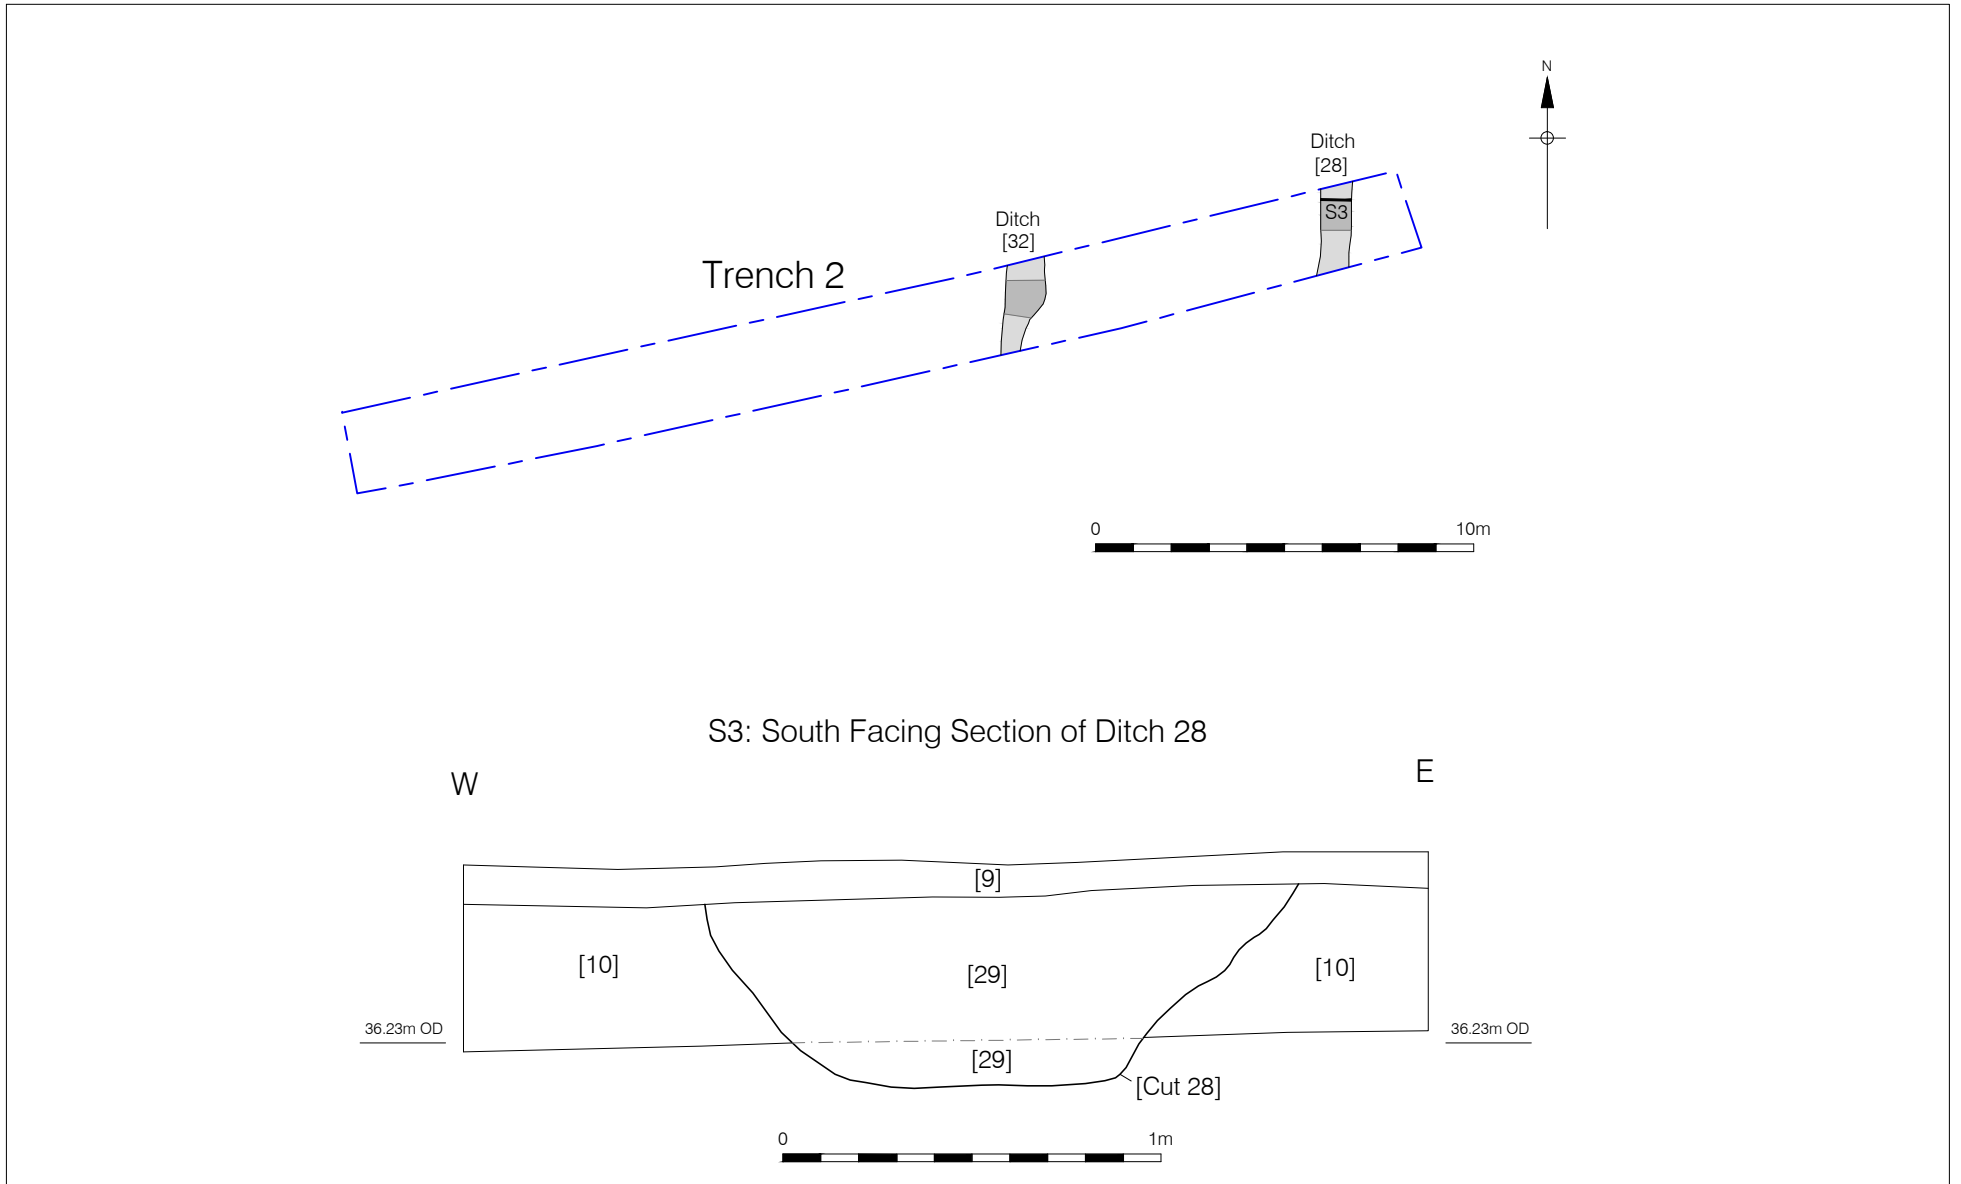 N
Ditch
[28]
S3
Ditch
[32]
Trench 2
0 10m
S3: South Facing Section of Ditch 28
W E
[9]
[10] [29] [10]
36.23m OD 36.23m OD
[29]
[Cut 28]
0 1m